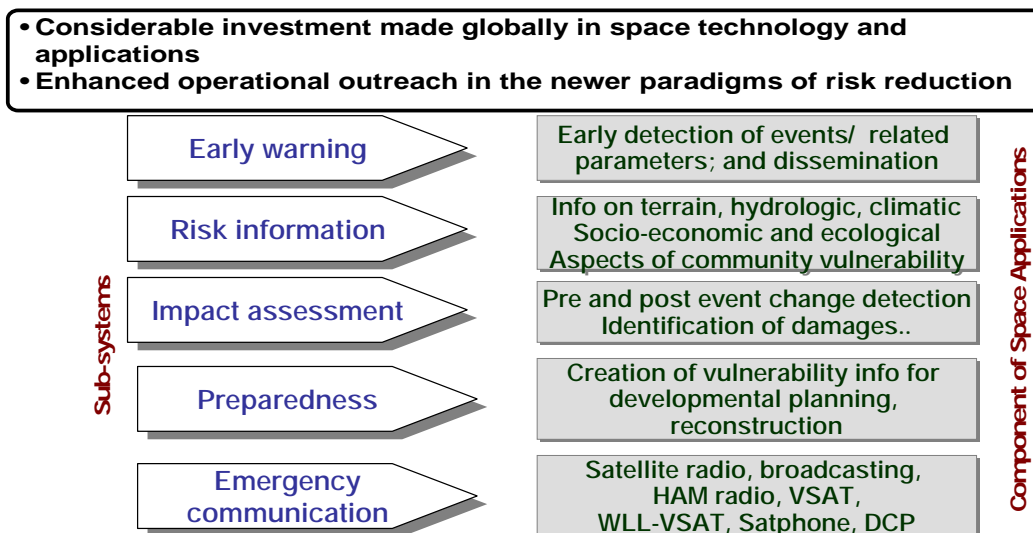 • Considerable investment made globally in space technology and
applications
• Enhanced operational outreach in the newer paradigms of risk reduction
Early warning
Early detection of events/ related
parameters; and dissemination
Risk information
Info on terrain, hydrologic, climatic
Socio-economic and ecological
Aspects of community vulnerability
Impact assessment
Pre and post event change detection
Identification of damages..
Preparedness
Creation of vulnerability info for
developmental planning,
reconstruction
Emergency
communication
Satellite radio, broadcasting,
HAM radio, VSAT,
WLL-VSAT, Satphone, DCP
Sub-systems
Component of Space Applications